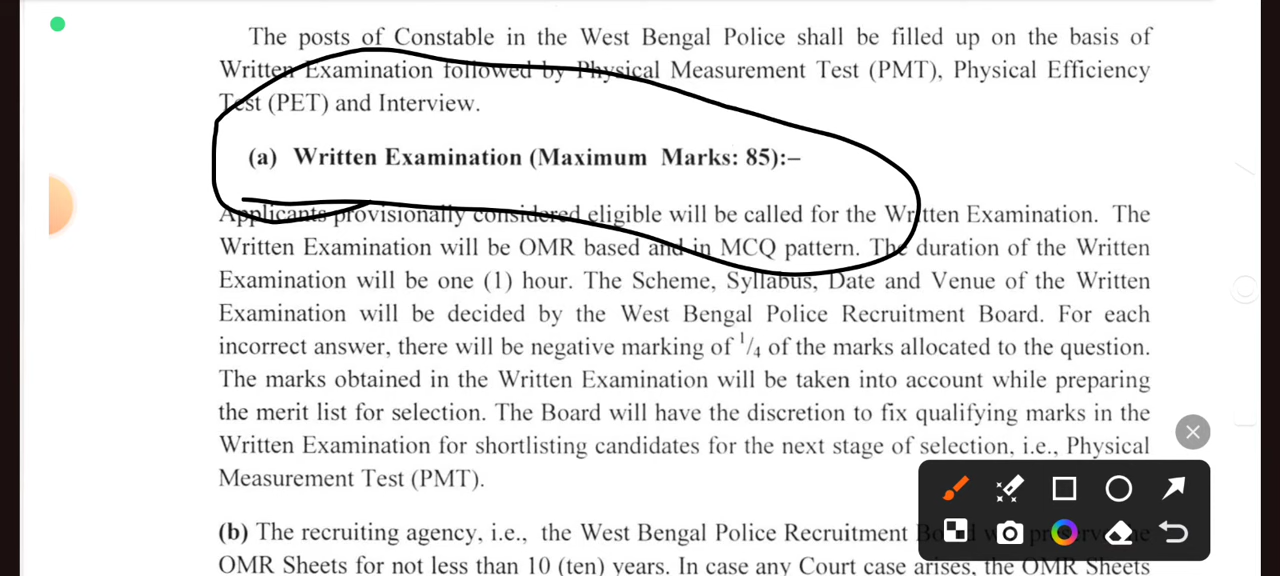 The posts of Constable in the West Bengal Police shall be filled up on the basis of
Written Examination followed by Physical Measurement Test (PMT), Physical Efficiency
Test (PET) and Interview.
(a) Written Examination (Maximum Marks: 85):–
Applicants provisionally considered eligible will be called for the Written Examination. The
Written Examination will be OMR based and in MCQ pattern. The duration of the Written
Examination will be one (1) hour. The Scheme, Syllabus, Date and Venue of the Written
Examination will be decided by the West Bengal Police Recruitment Board. For each
incorrect answer, there will be negative marking of 1/4 of the marks allocated to the question.
The marks obtained in the Written Examination will be taken into account while preparing
the merit list for selection. The Board will have the discretion to fix qualifying marks in the
Written Examination for shortlisting candidates for the next stage of selection, i.e., Physical
Measurement Test (PMT).
(b) The recruiting agency, i.e., the West Bengal Police Recruitment
OMR Sheets for not less than 10 (ten) years. In case any Court case arises, the OMR Sheets